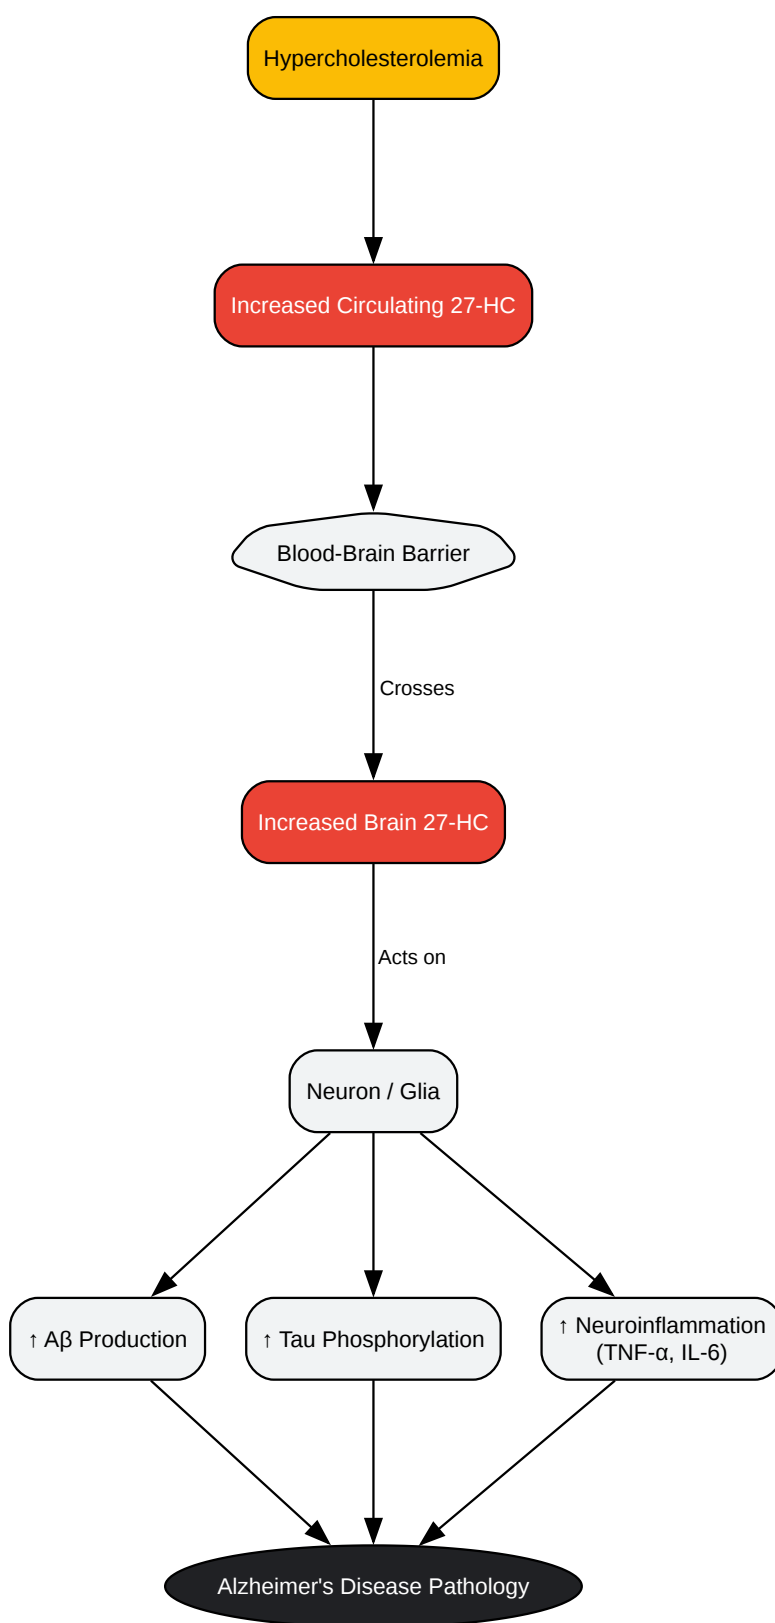 Hypercholesterolemia
Increased Circulating 27-HC
Blood-Brain Barrier
Crosses
Increased Brain 27-HC
Acts on
Neuron / Glia
↑ Aβ Production
↑ Tau Phosphorylation
↑ Neuroinflammation
(TNF-α, IL-6)
Alzheimer's Disease Pathology